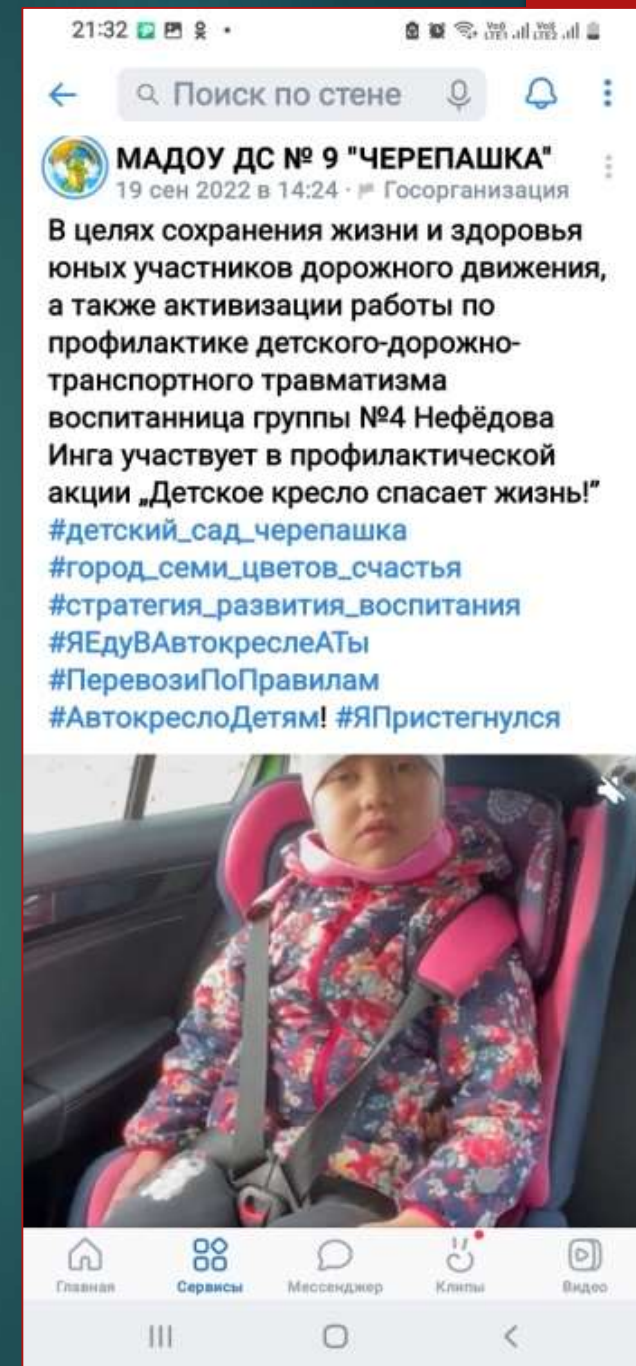 21:32
Поиск по стене
МАДОУ ДС № 9 "ЧЕРЕПАШКА"
19 сен 2022 в 14:24 · Госорганизация
В целях сохранения жизни и здоровья
юных участников дорожного движения,
а также активизации работы по
профилактике детского-дорожно-
транспортного травматизма
воспитанница группы №4 Нефёдова
Инга участвует в профилактической
акции „Детское кресло спасает жизнь!”
#детский_сад_черепашка
#город_семи_цветов_счастья
#стратегия_развития_воспитания
#ЯЕдуВАвтокреслеАТы
#ПеревозиПоПравилам
#АвтокреслоДетям! #ЯПристегнулся
Главная Сервисы Мессенджер Клипы Видео